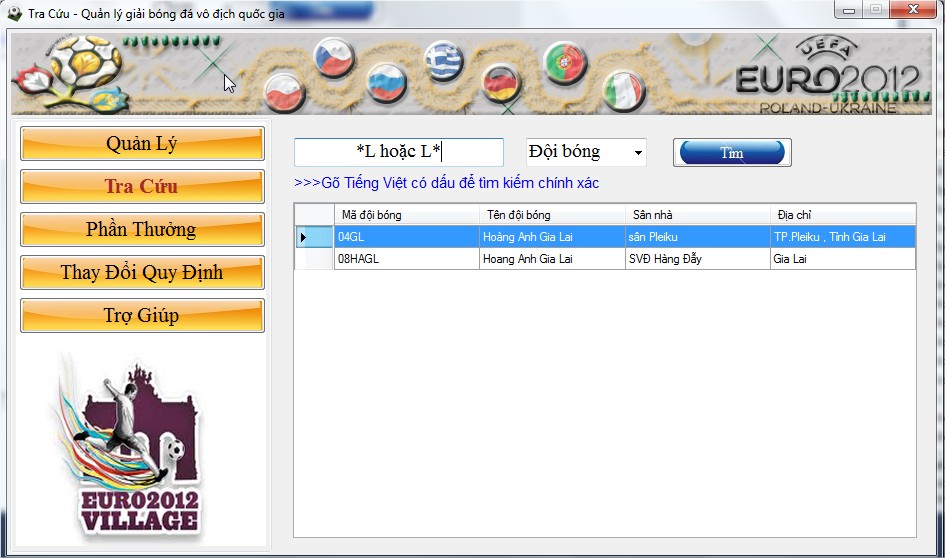 Tra Cứu - Quản lý giải bóng đá vô địch quốc gia
UEFA
EURO2012
POLAND-UKRAINE
Quản Lý
Tra Cứu
Phần Thưởng
Thay Đổi Quy Định
Trợ Giúp
*L hoặc L*
Đội bóng
Tìm
>>>Gõ Tiếng Việt có dấu để tìm kiếm chính xác
Mã đội bóng Tên đội bóng Sân nhà Địa chỉ
04GL Hoàng Anh Gia Lai sân Pleiku TP.Pleiku , Tỉnh Gia Lai
08HAGL Hoang Anh Gia Lai SVĐ Hàng Đẫy Gia Lai
EURO2012
VILLAGE